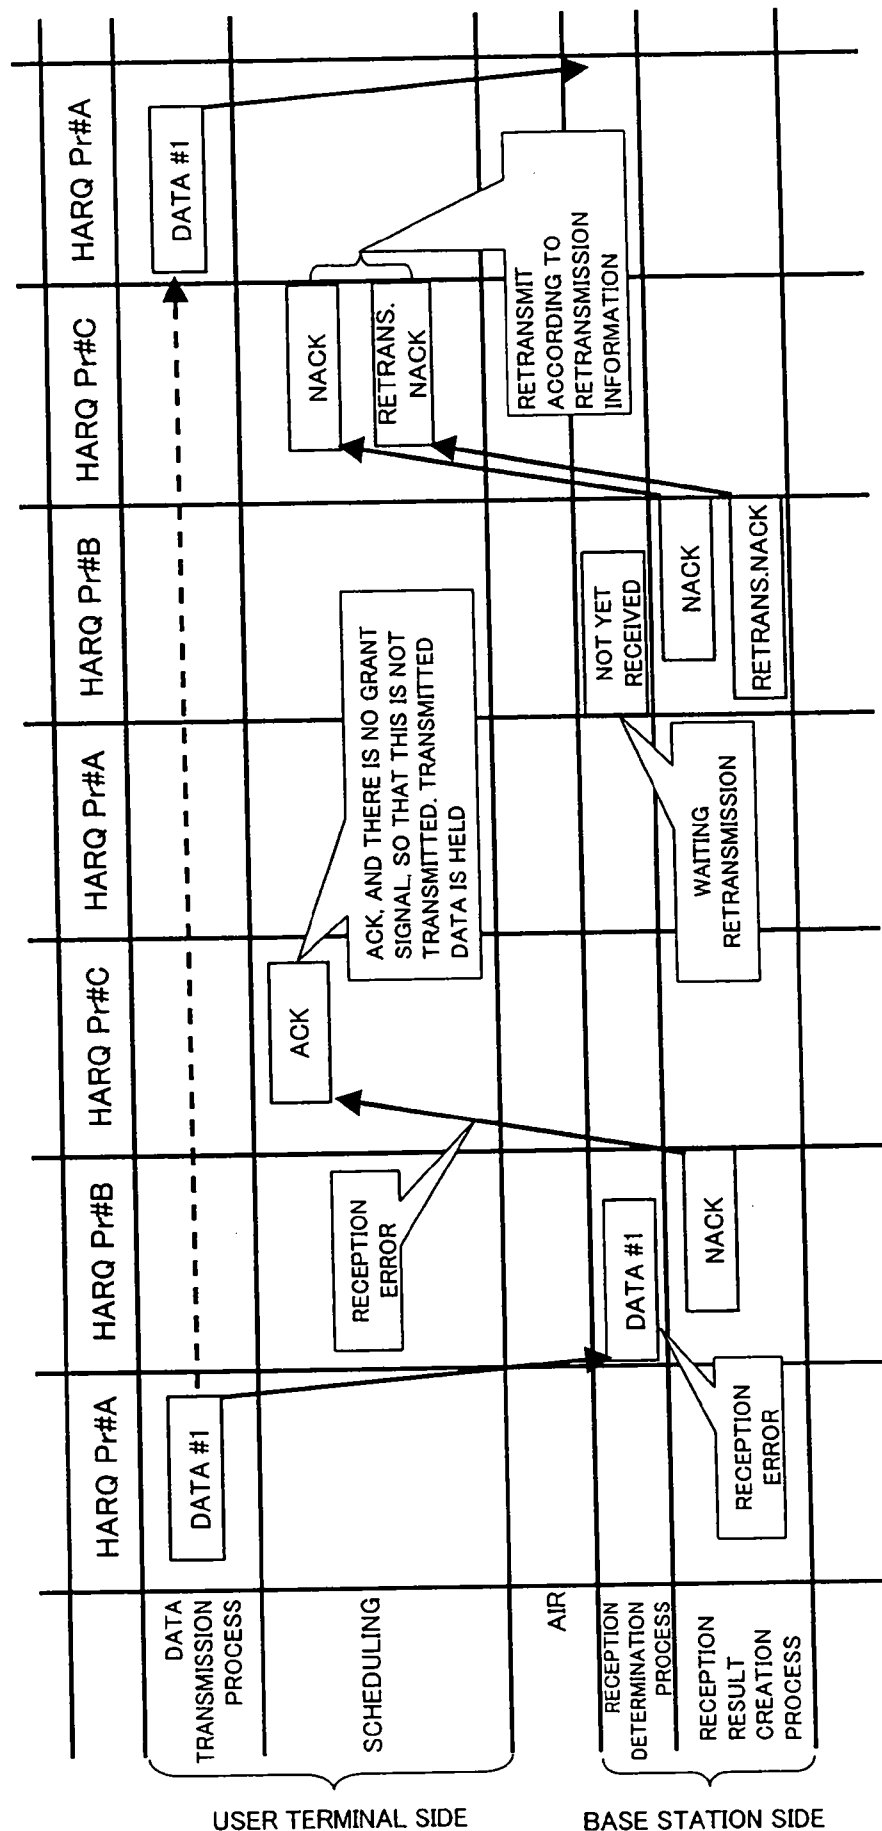 HARQ Pr#A
HARQ Pr#B
HARQ Pr#C
HARQ Pr#A
HARQ Pr#B
HARQ Pr#C
HARQ Pr#A
DATA
TRANSMISSION
PROCESS
DATA #1
DATA #1
SCHEDULING
RECEPTION
ERROR
ACK
ACK, AND THERE IS NO GRANT
SIGNAL, SO THAT THIS IS NOT
TRANSMITTED. TRANSMITTED
DATA IS HELD
NACK
RETRANS.
NACK
RETRANSMIT
ACCORDING TO
RETRANSMISSION
INFORMATION
AIR
RECEPTION
DETERMINATION
PROCESS
DATA #1
NOT YET
RECEIVED
RECEPTION
RESULT
CREATION
PROCESS
RECEPTION
ERROR
NACK
WAITING
RETRANSMISSION
NACK
RETRANS.NACK
USER TERMINAL SIDE
BASE STATION SIDE